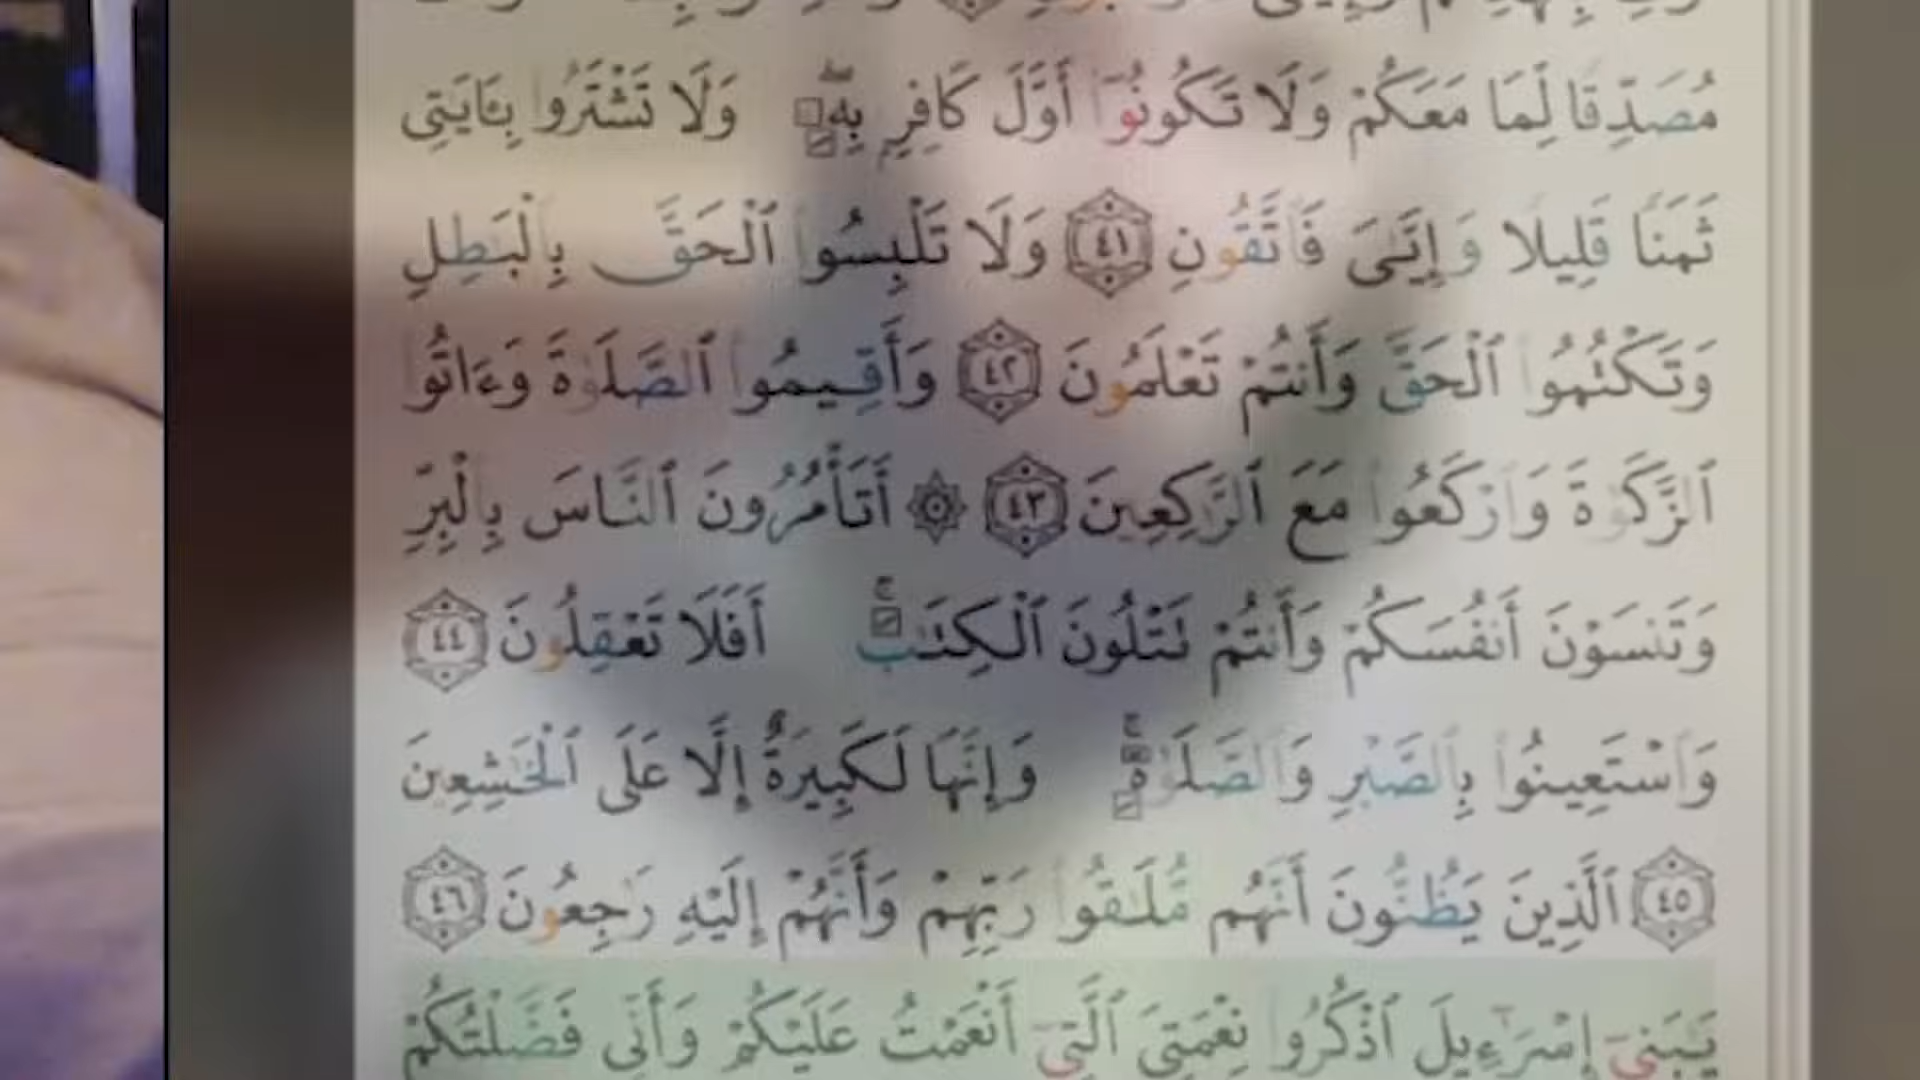 مُصَدِّقًا لِّمَا مَعَكُمْ وَلَا تَكُونُوٓا۟ أَوَّلَ كَافِرٍۭ بِهِۦ ۖ وَلَا تَشْتَرُوا۟ بِـَٔايَـٰتِى
ثَمَنًا قَلِيلًا وَإِيَّـٰىَ فَٱتَّقُونِ ٤١ وَلَا تَلْبِسُوا۟ ٱلْحَقَّ بِٱلْبَـٰطِلِ
وَتَكْتُمُوا۟ ٱلْحَقَّ وَأَنتُمْ تَعْلَمُونَ ٤٢ وَأَقِيمُوا۟ ٱلصَّلَوٰةَ وَءَاتُوا۟
ٱلزَّكَوٰةَ وَٱرْكَعُوا۟ مَعَ ٱلرَّٰكِعِينَ ٤٣ ۞ أَتَأْمُرُونَ ٱلنَّاسَ بِٱلْبِرِّ
وَتَنسَوْنَ أَنفُسَكُمْ وَأَنتُمْ تَتْلُونَ ٱلْكِتَـٰبَ ۚ أَفَلَا تَعْقِلُونَ ٤٤
وَٱسْتَعِينُوا۟ بِٱلصَّبْرِ وَٱلصَّلَوٰةِ ۚ وَإِنَّهَا لَكَبِيرَةٌ إِلَّا عَلَى ٱلْخَـٰشِعِينَ
٤٥ ٱلَّذِينَ يَظُنُّونَ أَنَّهُم مُّلَـٰقُوا۟ رَبِّهِمْ وَأَنَّهُمْ إِلَيْهِ رَٰجِعُونَ ٤٦
يَـٰبَنِىٓ إِسْرَٰٓءِيلَ ٱذْكُرُوا۟ نِعْمَتِىَ ٱلَّتِىٓ أَنْعَمْتُ عَلَيْكُمْ وَأَنِّى فَضَّلْتُكُمْ